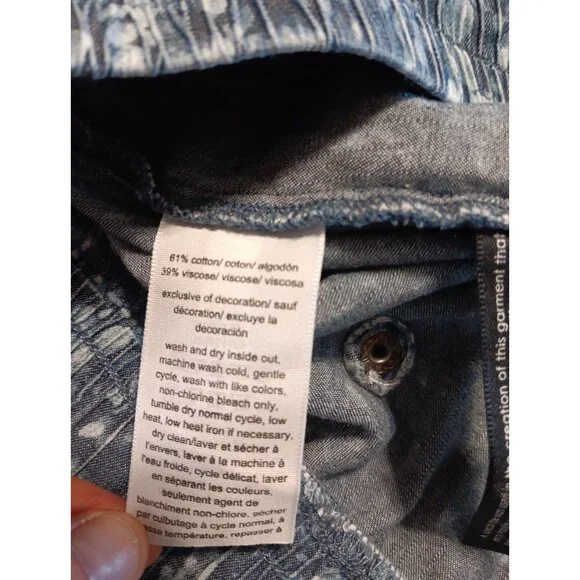 61% cotton/ coton/ algodón
39% viscose/ viscose/ viscosa
exclusive of decoration/ sauf
décoration/ excluye la
decoración
wash and dry inside out,
machine wash cold, gentle
cycle, wash with like colors,
non-chlorine bleach only,
tumble dry normal cycle, low
heat, low heat iron if necessary.
dry clean/laver et sécher à
l'envers, laver à la machine à
l'eau froide, cycle délicat, laver
en séparant les couleurs,
seulement agent de
blanchiment non-chlore. sécher
par culbutage à cycle normal, à
température. repasser à
the creation of this garment that